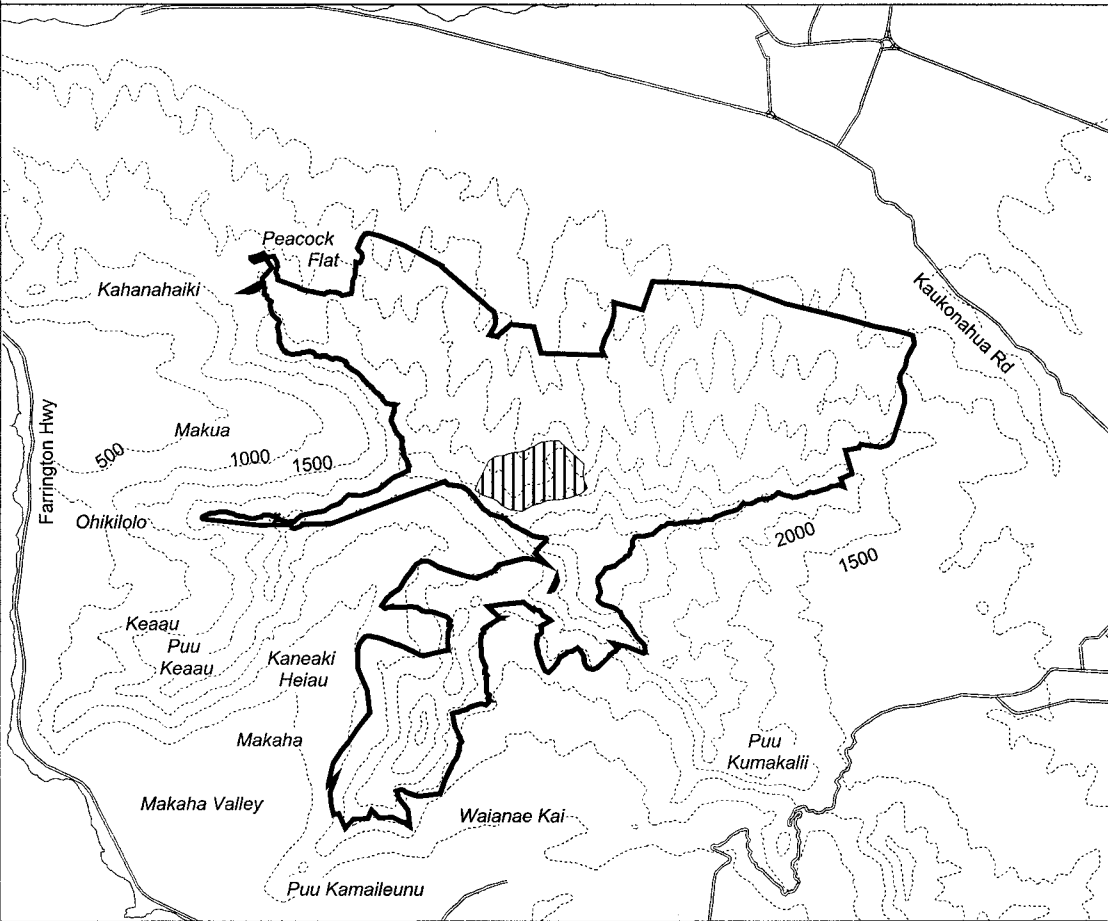 Peacock
Flat
Kahanahaiki
Kaukonahua Rd
Farrington Hwy
Makua
500
1000
1500
Ohikilolo
2000
1500
Keaau
Puu
Keaau
Kaneaki
Heiau
Makaha
Puu
Kumakalii
Makaha Valley
Waianae Kai
Puu Kamaileunu